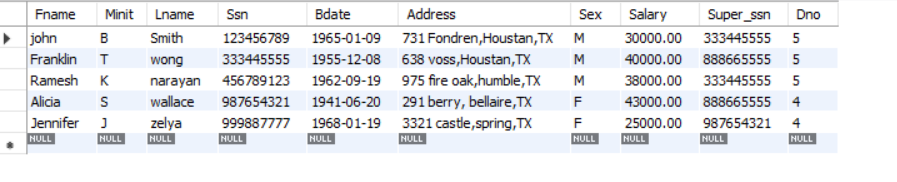 Fname Minit Lname Ssn Bdate Address Sex Salary Super_ssn Dno
john B Smith 123456789 1965-01-09 731 Fondren,Houstan,TX M 30000.00 333445555 5
Franklin T wong 333445555 1955-12-08 638 voss,Houstan,TX M 40000.00 888665555 5
Ramesh K narayan 456789123 1962-09-19 975 fire oak,humble,TX M 38000.00 333445555 5
Alicia S wallace 987654321 1941-06-20 291 berry, bellaire,TX F 43000.00 888665555 4
Jennifer J zelya 999887777 1968-01-19 3321 castle,spring,TX F 25000.00 987654321 4
NULL NULL NULL NULL NULL NULL NULL NULL NULL NULL